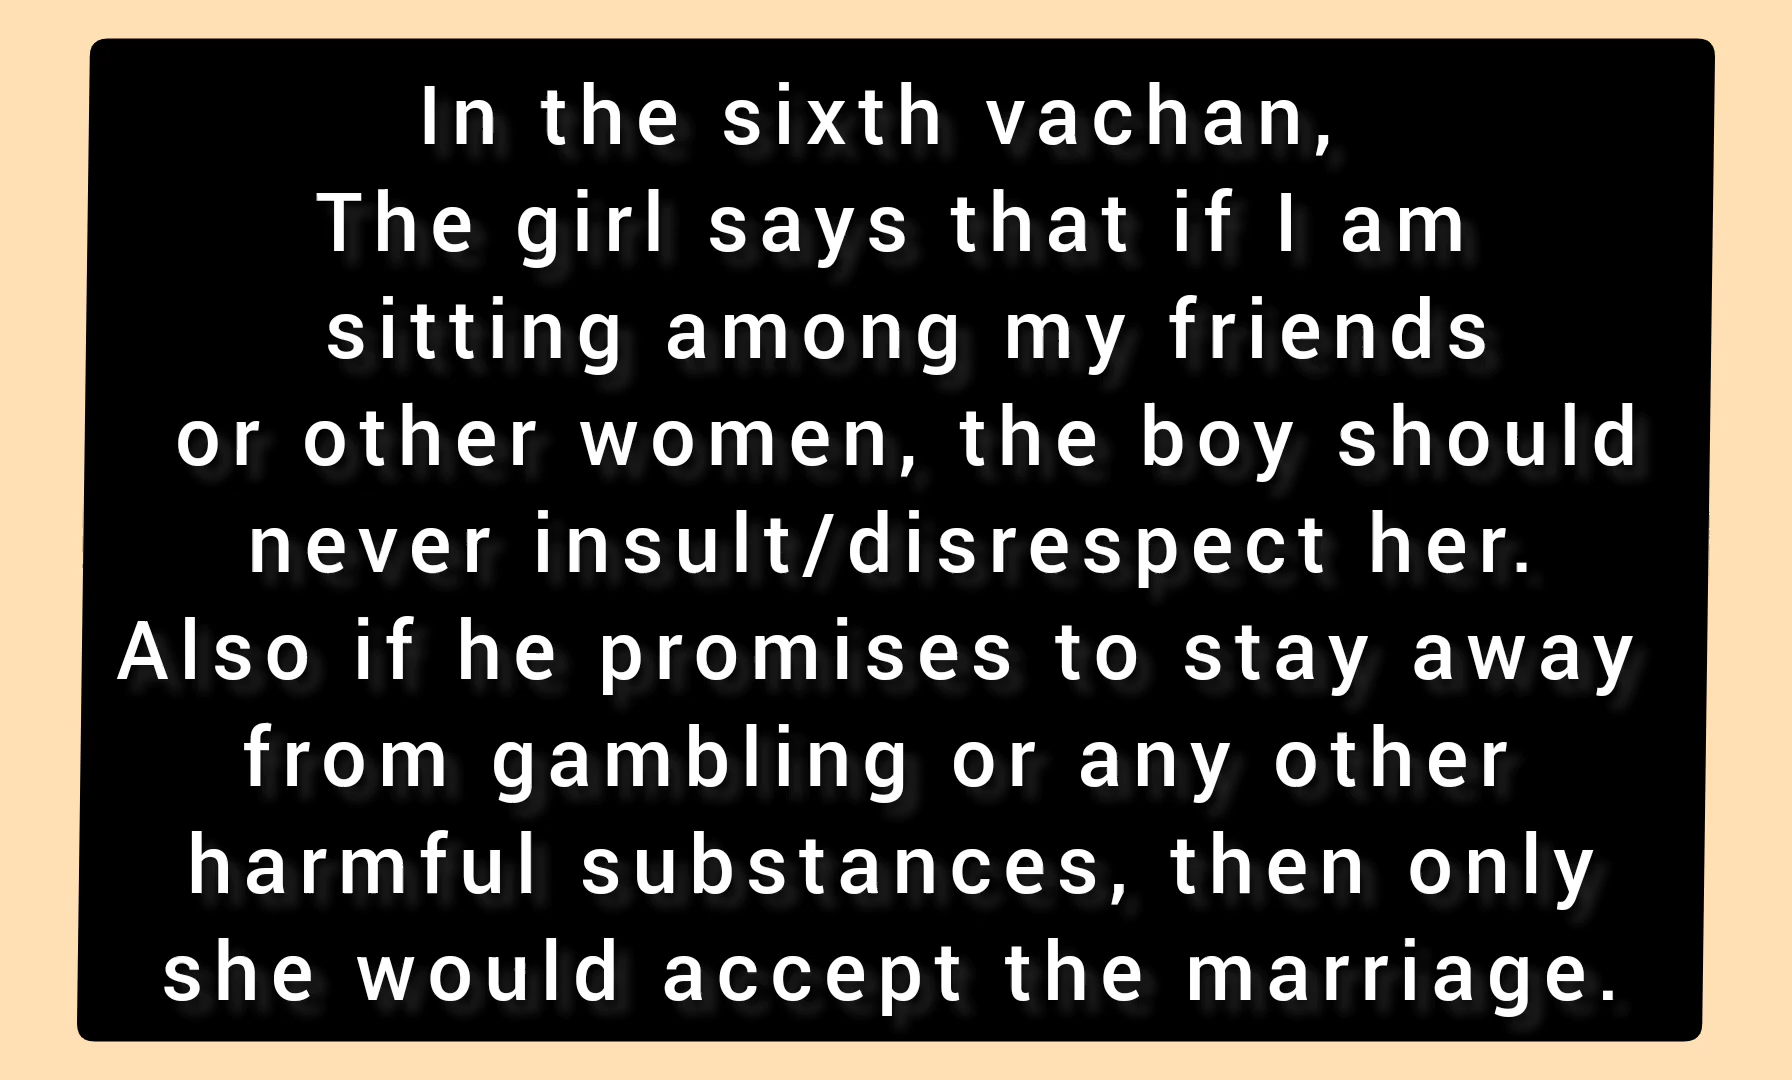 In the sixth vachan,
The girl says that if I am
sitting among my friends
or other women, the boy should
never insult/disrespect her.
Also if he promises to stay away
from gambling or any other
harmful substances, then only
she would accept the marriage.